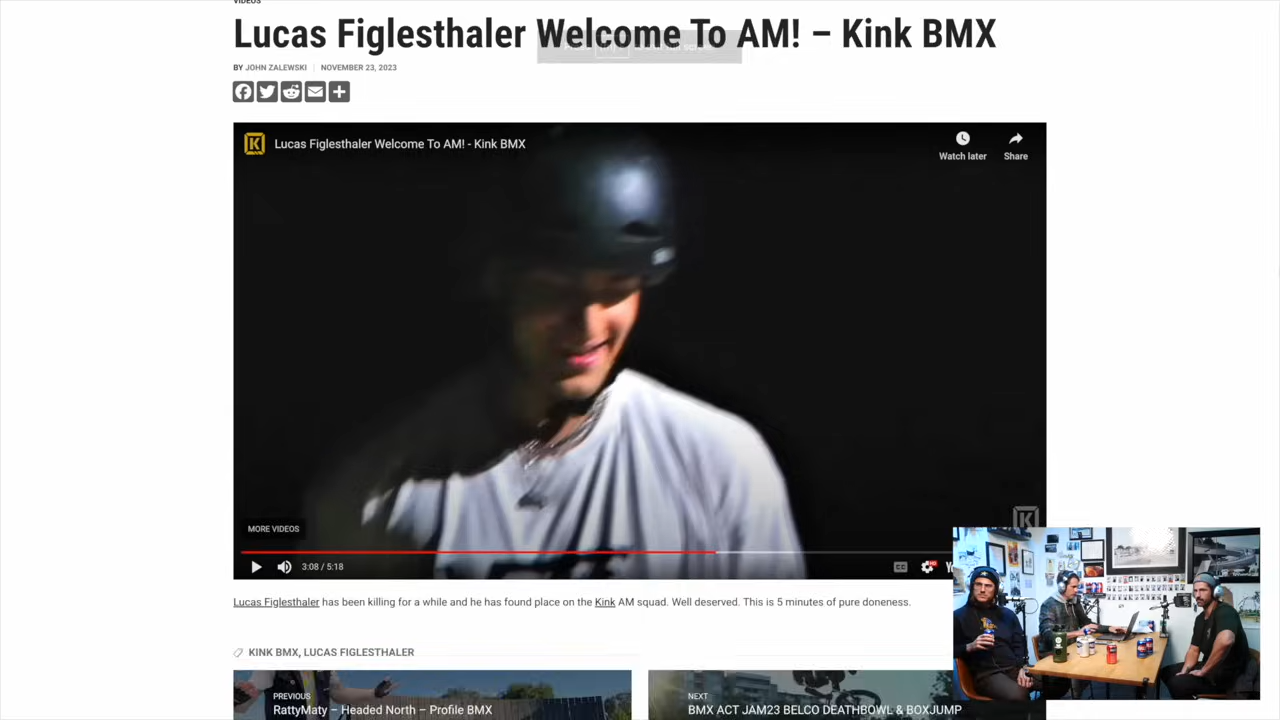 VIDEOS
Lucas Figlesthaler Welcome To AM! – Kink BMX
BY JOHN ZALEWSKI NOVEMBER 23, 2023
K Lucas Figlesthaler Welcome To AM! - Kink BMX
Watch later Share
MORE VIDEOS
K
3:08 / 5:18
CC HD
Lucas Figlesthaler has been killing for a while and he has found place on the Kink AM squad. Well deserved. This is 5 minutes of pure doneness.
KINK BMX, LUCAS FIGLESTHALER
PREVIOUS
RattyMaty – Headed North – Profile BMX
NEXT
BMX ACT JAM23 BELCO DEATHBOWL & BOXJUMP